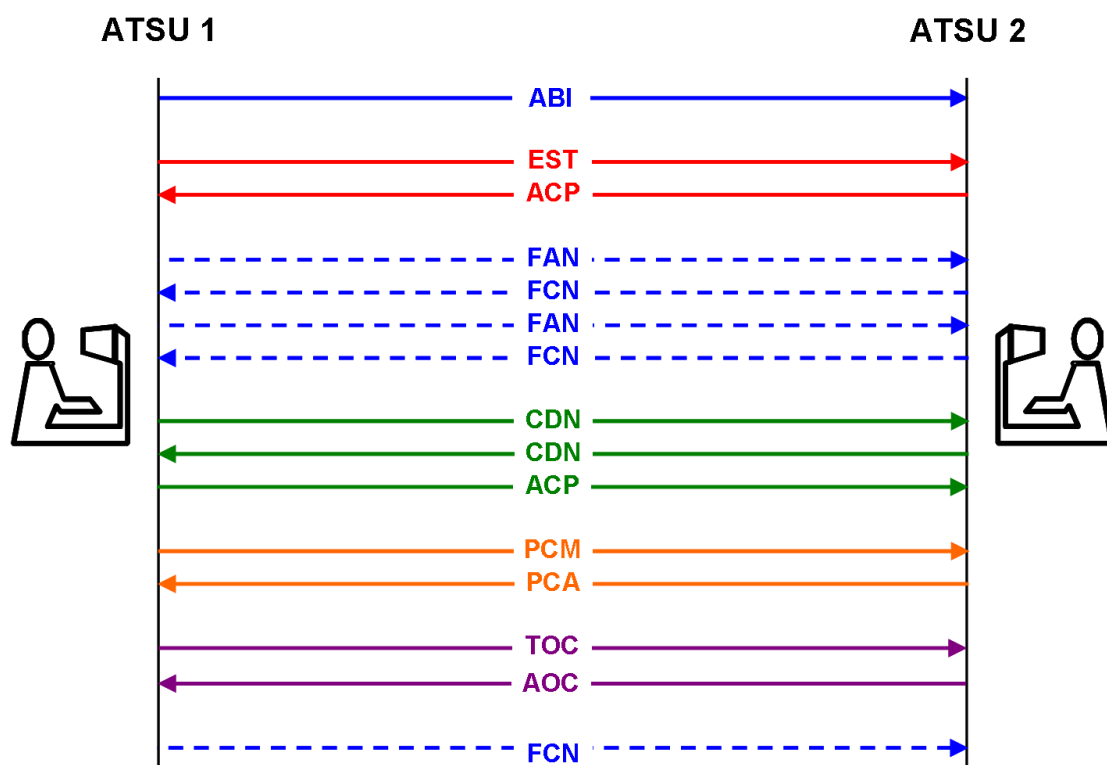 ATSU 1
ATSU 2
ABI
EST
ACP
FAN
FCN
FAN
FCN
CDN
CDN
ACP
PCM
PCA
TOC
AOC
FCN